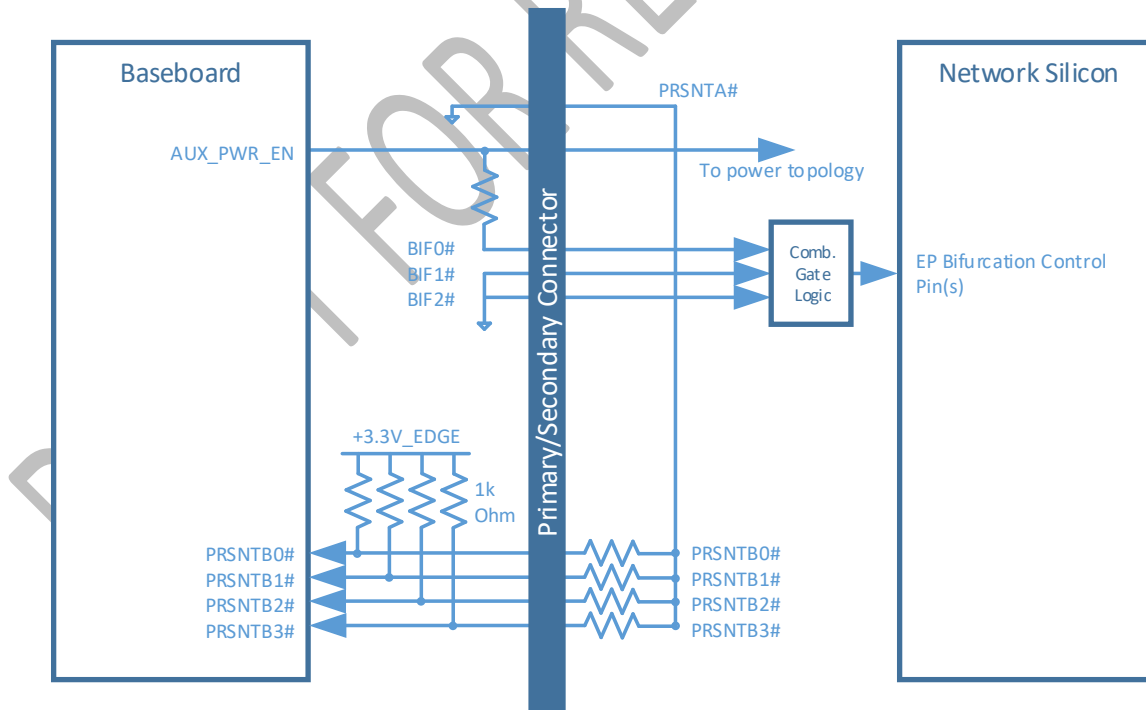 Baseboard
Network Silicon
PRSNTA#
AUX_PWR_EN
To power topology
BIF0#
BIF1#
BIF2#
Comb.
Gate
Logic
EP Bifurcation Control
Pin(s)
Primary/Secondary Connector
+3.3V_EDGE
1k
Ohm
PRSNTB0#
PRSNTB1#
PRSNTB2#
PRSNTB3#
PRSNTB0#
PRSNTB1#
PRSNTB2#
PRSNTB3#
FOR